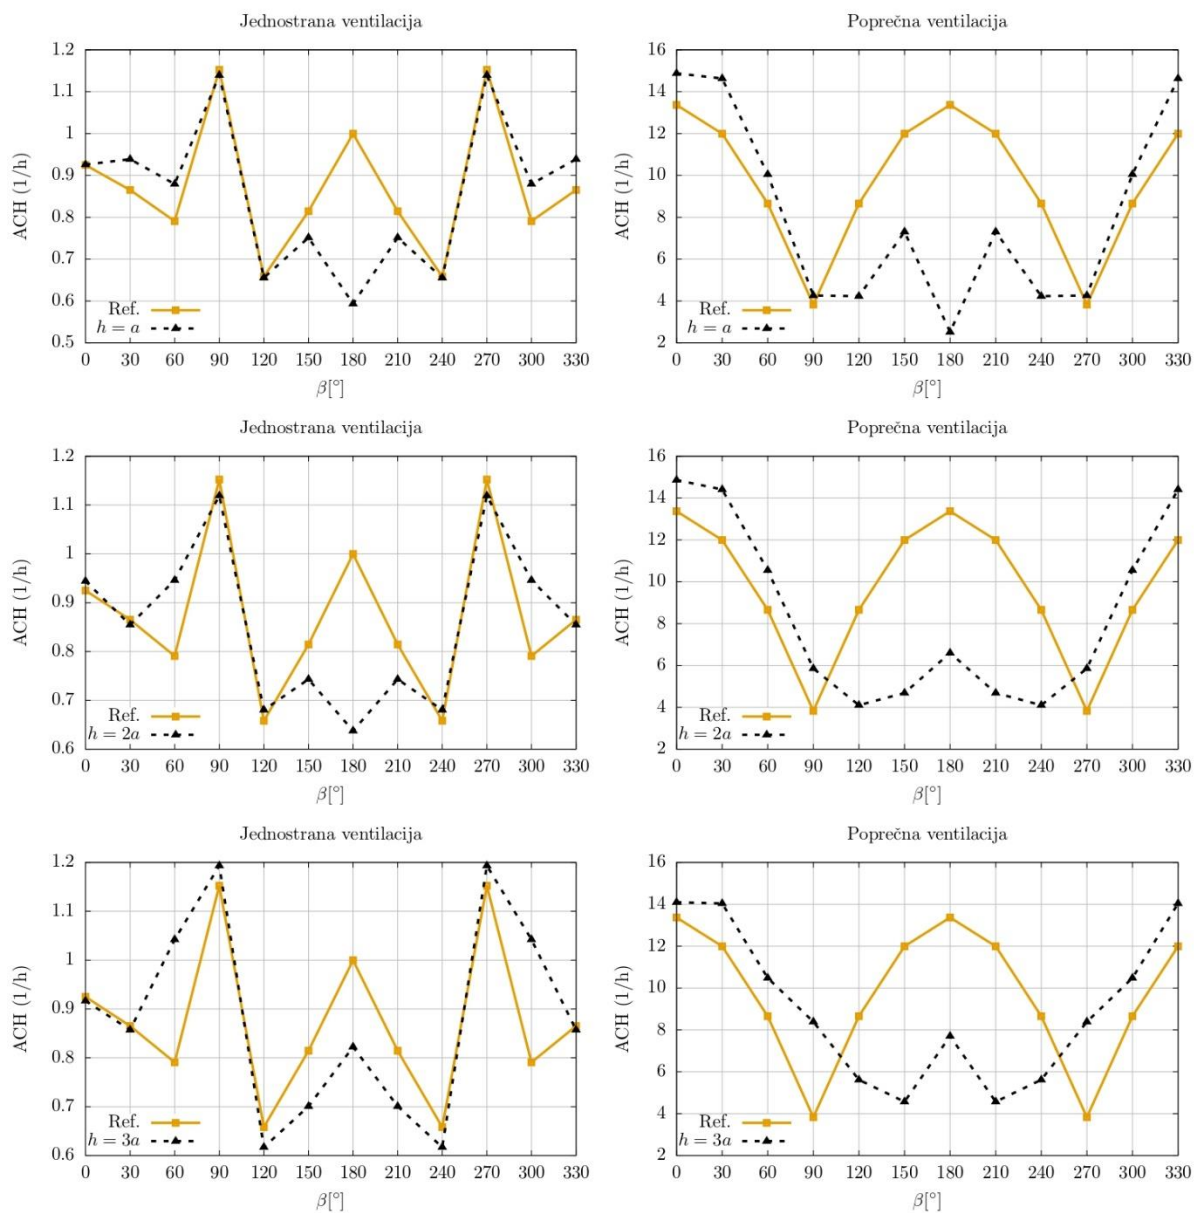 Jednostrana ventilacija
1.2
1.1
1
0.9
0.8
0.7
0.6
0.5
ACH (1/h)
Ref.
h = a
0 30 60 90 120 150 180 210 240 270 300 330
β[°]
Poprečna ventilacija
16
14
12
10
8
6
4
2
ACH (1/h)
Ref.
h = a
0 30 60 90 120 150 180 210 240 270 300 330
β[°]
Jednostrana ventilacija
1.2
1.1
1
0.9
0.8
0.7
0.6
ACH (1/h)
Ref.
h = 2a
0 30 60 90 120 150 180 210 240 270 300 330
β[°]
Poprečna ventilacija
16
14
12
10
8
6
4
2
ACH (1/h)
Ref.
h = 2a
0 30 60 90 120 150 180 210 240 270 300 330
β[°]
Jednostrana ventilacija
1.2
1.1
1
0.9
0.8
0.7
0.6
ACH (1/h)
Ref.
h = 3a
0 30 60 90 120 150 180 210 240 270 300 330
β[°]
Poprečna ventilacija
16
14
12
10
8
6
4
2
ACH (1/h)
Ref.
h = 3a
0 30 60 90 120 150 180 210 240 270 300 330
β[°]